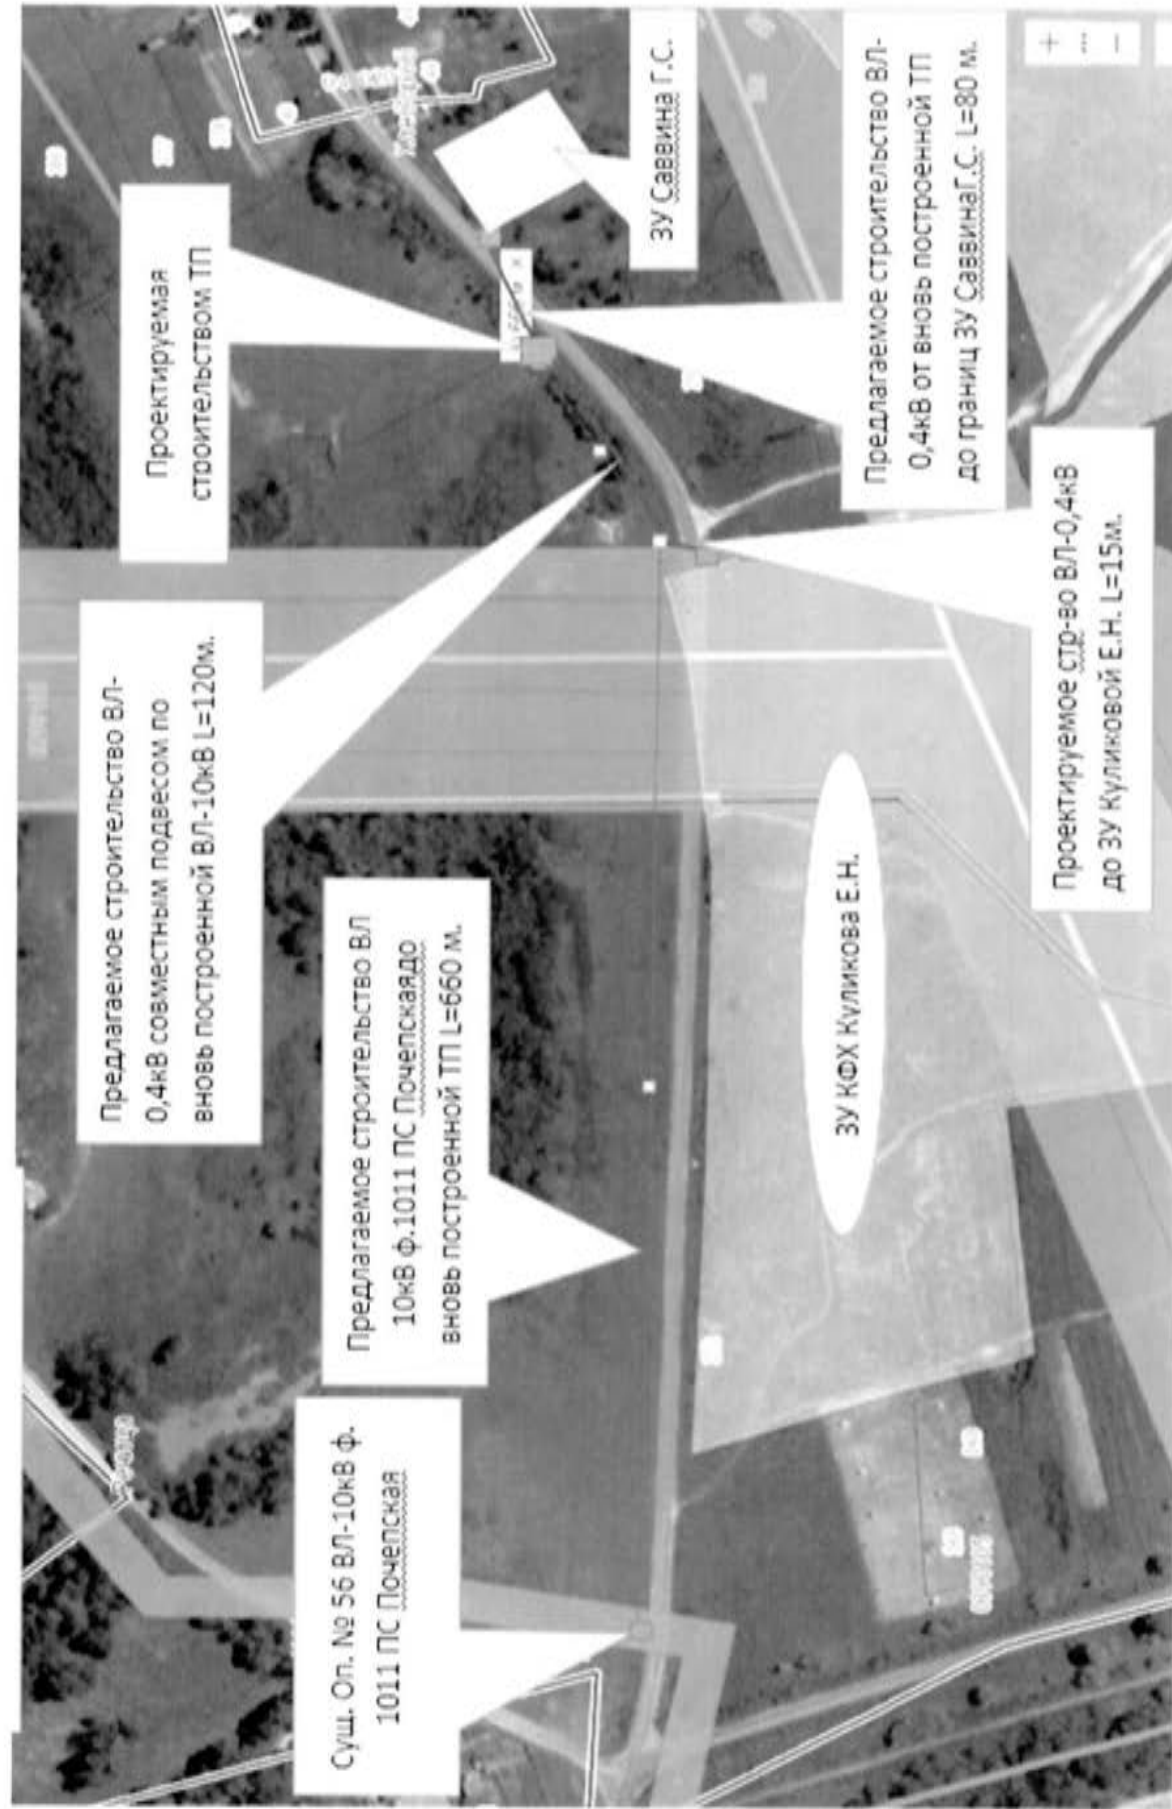 Сущ. Оп. № 56 ВЛ-10кВ ф.
1011 ПС Почепская
Предлагаемое строительство ВЛ
10кВ ф.1011 ПС Почепскаядо
вновь построенной ТП L=660 м.
Предлагаемое строительство ВЛ-
0,4кВ совместным подвесом по
вновь построенной ВЛ-10кВ L=120м.
Проектируемая
строительством ТП
ЗУ Саввина Г.С.
Предлагаемое строительство ВЛ-
0,4кВ от вновь построенной ТП
до границ ЗУ СаввинаГ.С. L=80 м.
Проектируемое стр-во ВЛ-0,4кВ
до ЗУ Куликовой Е.Н. L=15м.
ЗУ КФХ Куликова Е.Н.